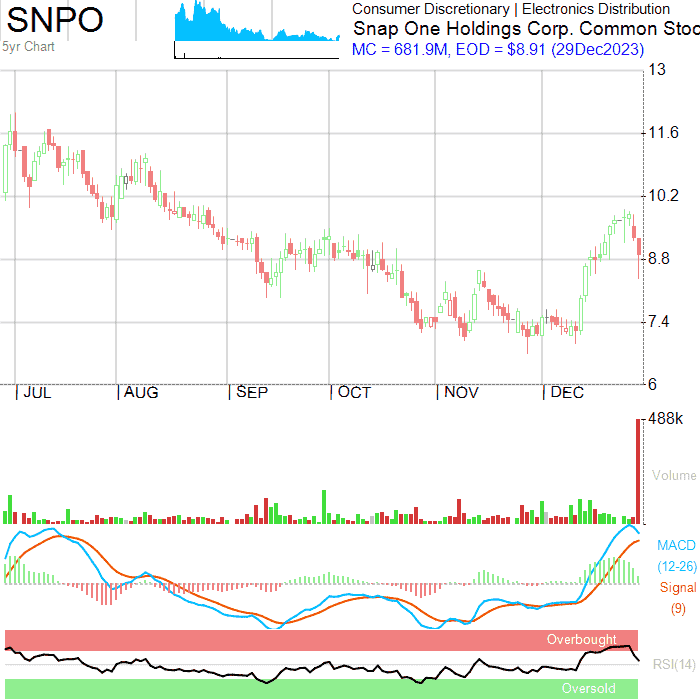 SNPO
5yr Chart
Consumer Discretionary | Electronics Distribution
Snap One Holdings Corp. Common Stoc
MC = 681.9M, EOD = $8.91 (29Dec2023)
13
11.6
10.2
8.8
7.4
6
JUL AUG SEP OCT NOV DEC
488k
Volume
MACD
(12-26)
Signal
(9)
Overbought
RSI(14)
Oversold